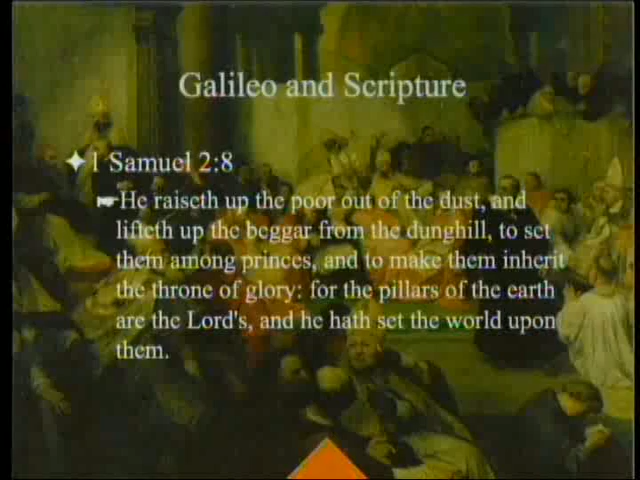 Galileo and Scripture
1 Samuel 2:8
He raiseth up the poor out of the dust, and
lifteth up the beggar from the dunghill, to set
them among princes, and to make them inherit
the throne of glory: for the pillars of the earth
are the Lord's, and he hath set the world upon
them.